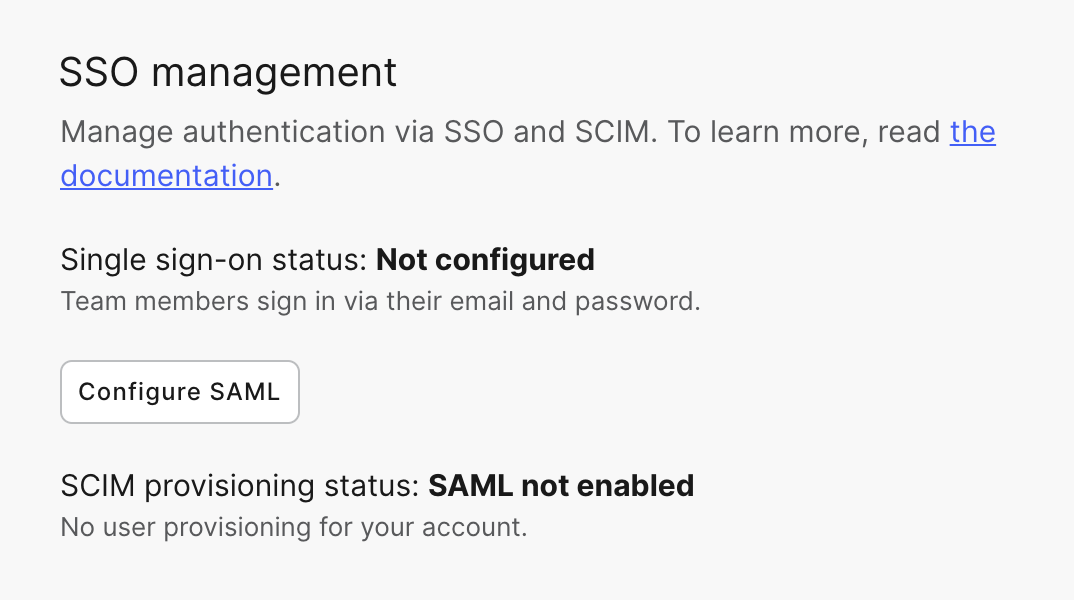 SSO management
Manage authentication via SSO and SCIM. To learn more, read the
documentation.
Single sign-on status: Not configured
Team members sign in via their email and password.
Configure SAML
SCIM provisioning status: SAML not enabled
No user provisioning for your account.